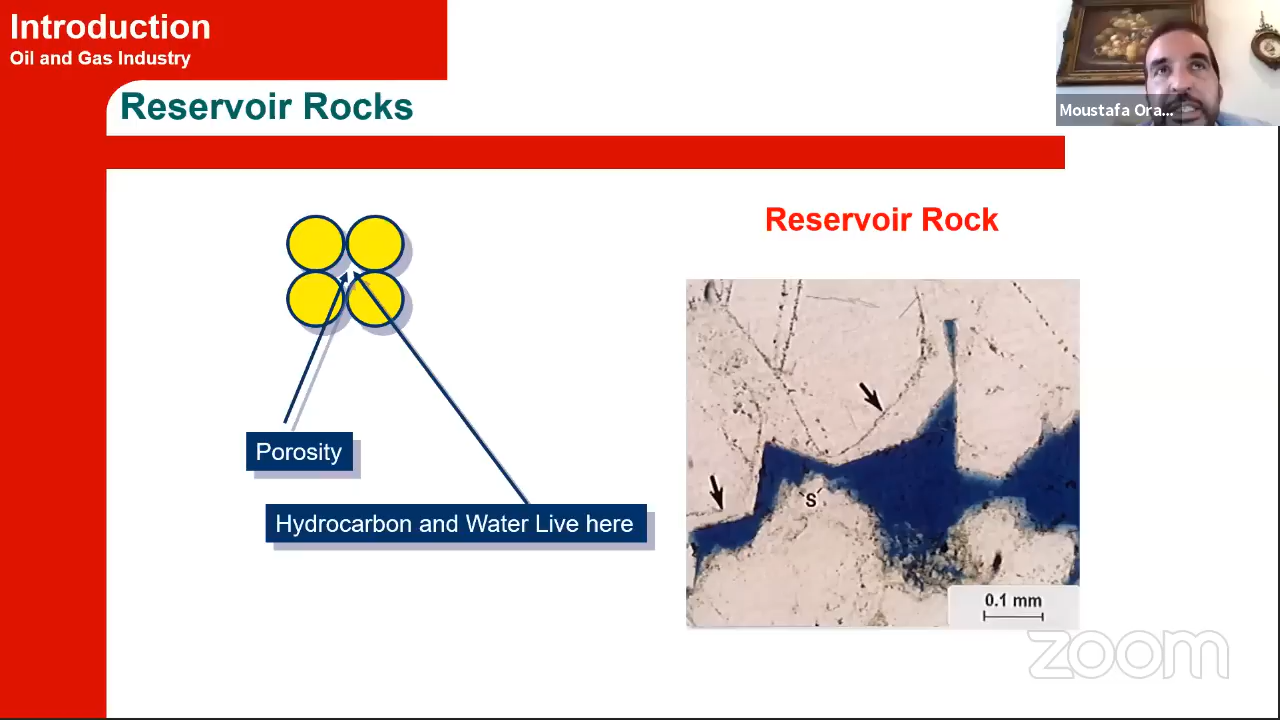 Introduction
Oil and Gas Industry
Reservoir Rocks
Moustafa Ora...
Reservoir Rock
Porosity
Hydrocarbon and Water Live here
S
0.1 mm
zoom